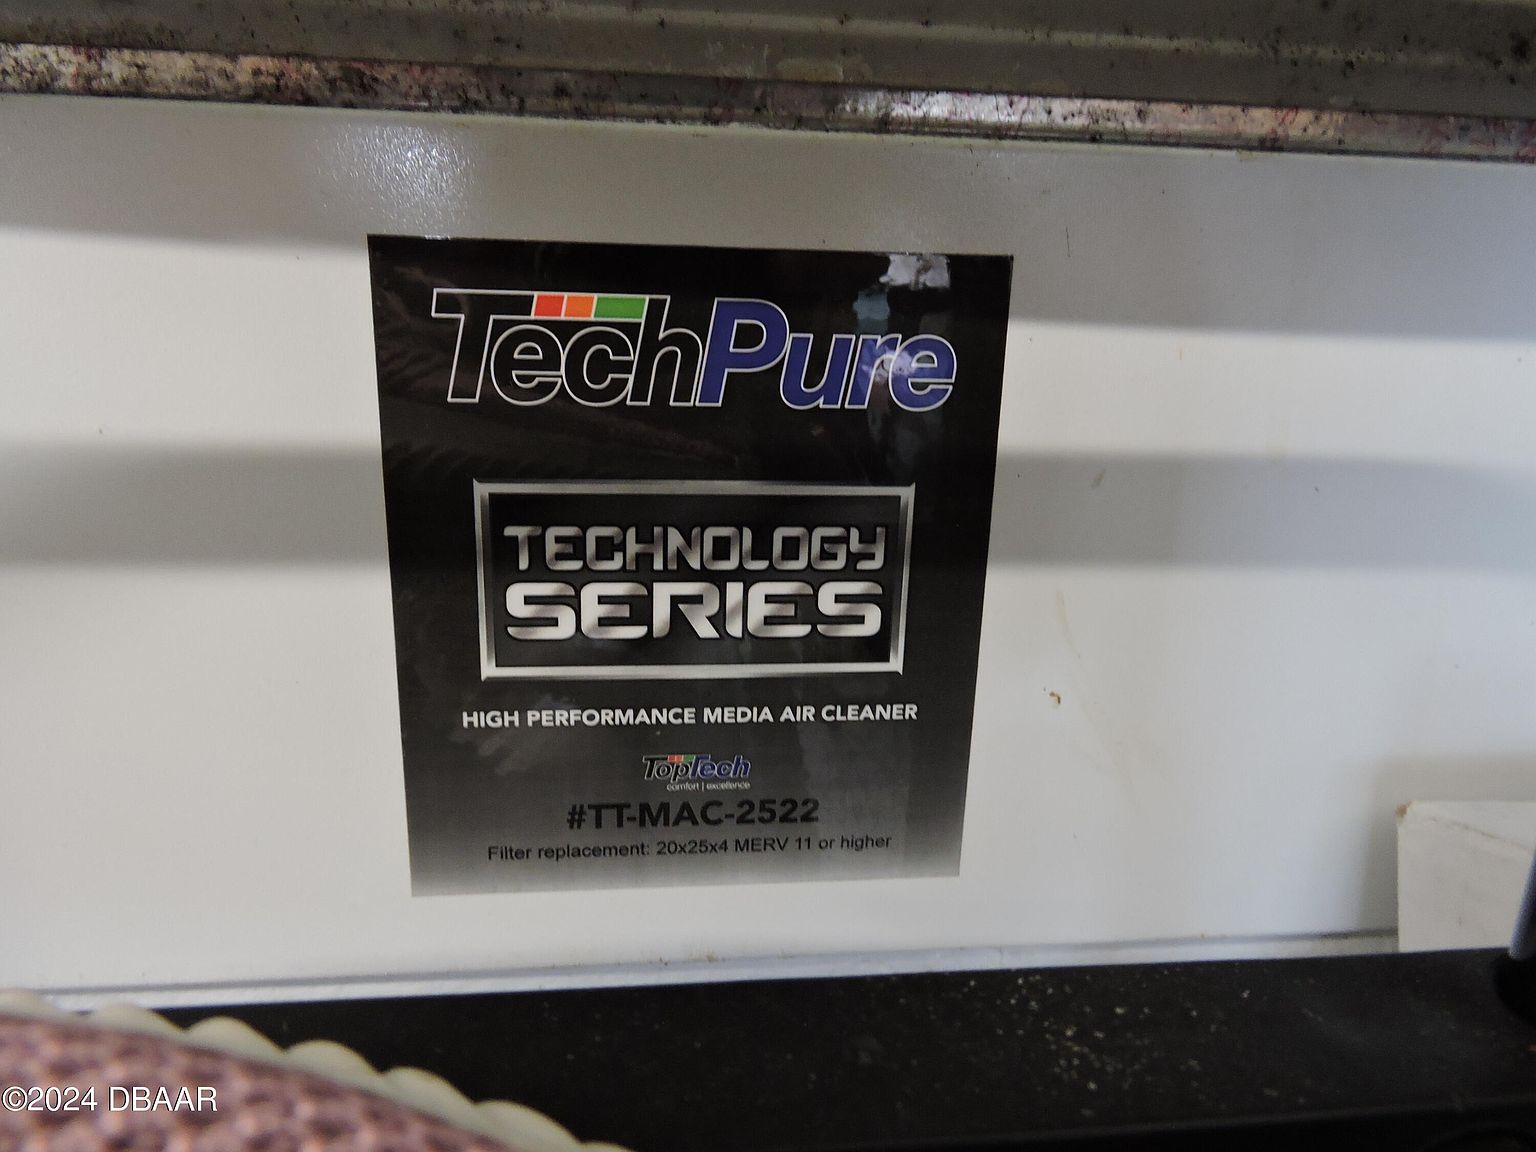 TechPure
TECHNOLOGY
SERIES
HIGH PERFORMANCE MEDIA AIR CLEANER
TopTech
comfort | excellence
#TT-MAC-2522
Filter replacement: 20x25x4 MERV 11 or higher
©2024 DBAAR